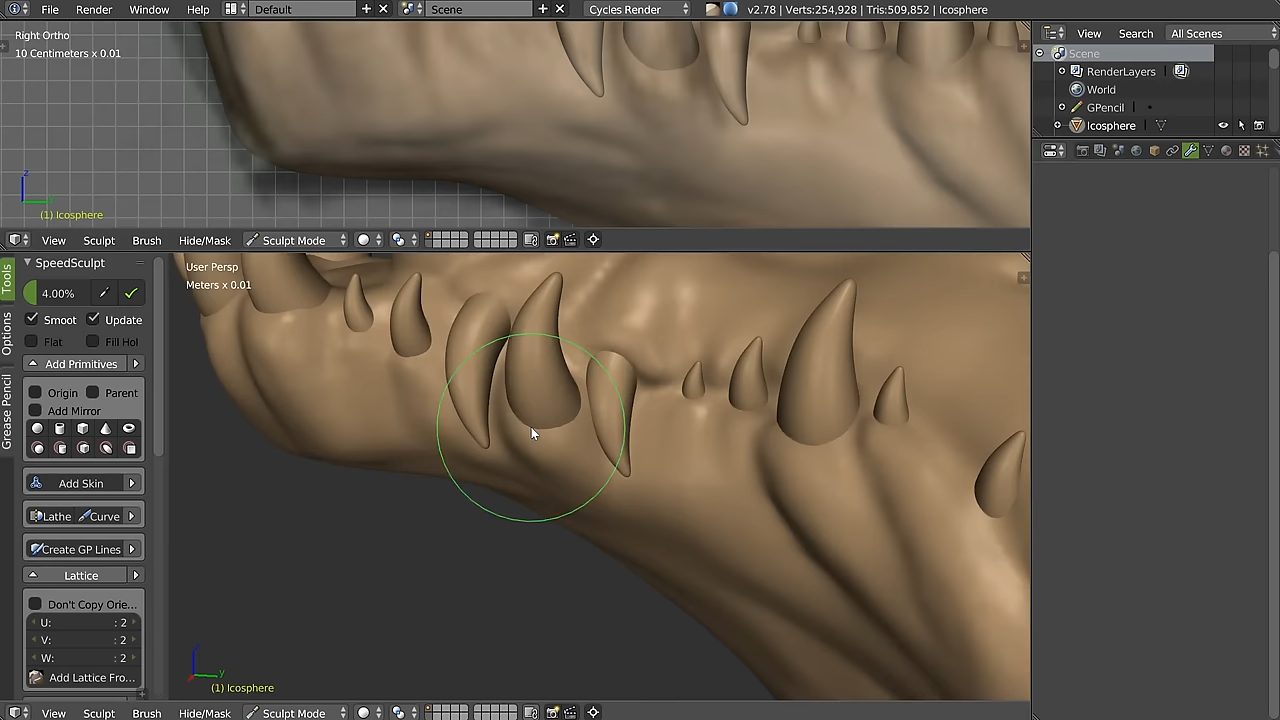 File Render Window Help Default Scene Cycles Render v2.78 | Verts:254,928 | Tris:509,852 | Icosphere
Right Ortho
10 Centimeters x 0.01
z
(1) Icosphere
View Sculpt Brush Hide/Mask Sculpt Mode
View Search All Scenes
Scene
RenderLayers
World
GPencil
Icosphere
Tools
Options
Grease Pencil
SpeedSculpt
4.00%
Smoot Update
Flat Fill Hol
Add Primitives
Origin Parent
Add Mirror
Add Skin
Lathe Curve
Create GP Lines
Lattice
Don't Copy Orie...
U: : 2
V: : 2
W: : 2
Add Lattice Fro...
User Persp
Meters x 0.01
y
(1) Icosphere
View Sculpt Brush Hide/Mask Sculpt Mode